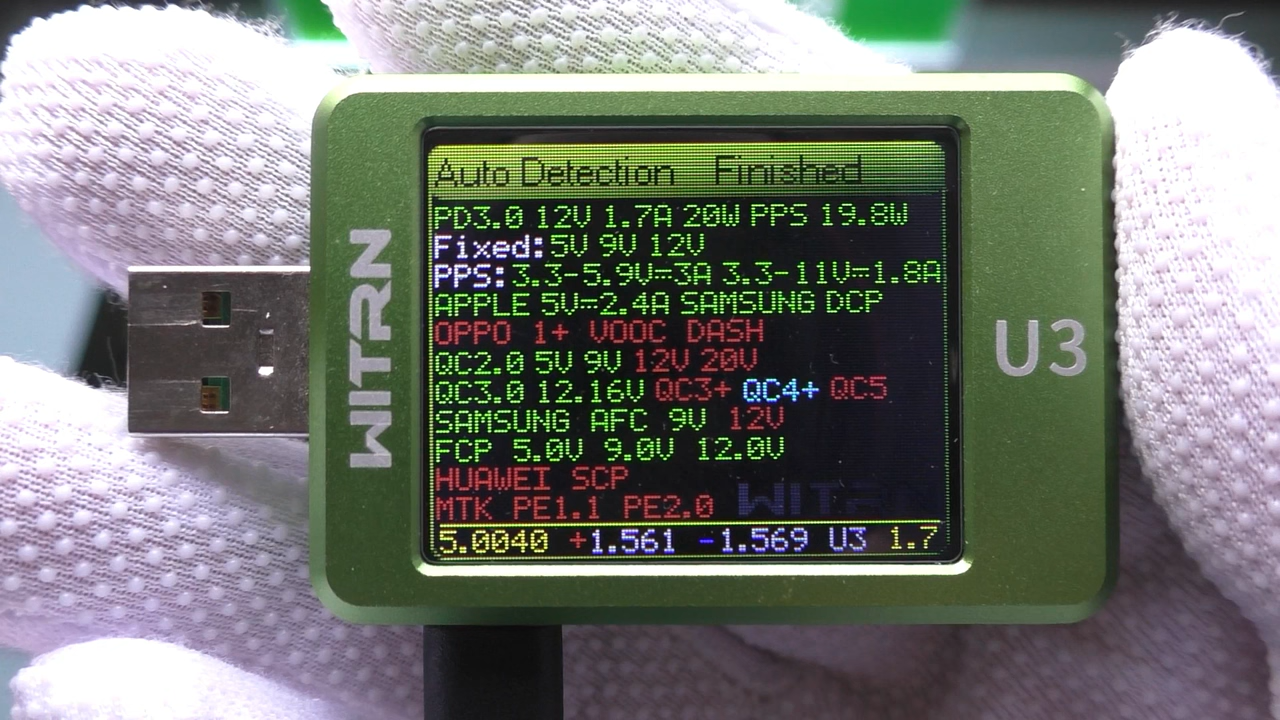 Auto Detection Finished
PD3.0 12V 1.7A 20W PPS 19.8W
Fixed: 5V 9V 12V
PPS: 3.3-5.9V=3A 3.3-11V=1.8A
APPLE 5V=2.4A SAMSUNG DCP
OPPO 1+ VOOC DASH
QC2.0 5V 9V 12V 20V
QC3.0 12.16V QC3+ QC4+ QC5
SAMSUNG AFC 9V 12V
FCP 5.0V 9.0V 12.0V
HUAWEI SCP
MTK PE1.1 PE2.0
WITRN
5.0040 +1.561 -1.569 U3 1.7
WITRN
U3